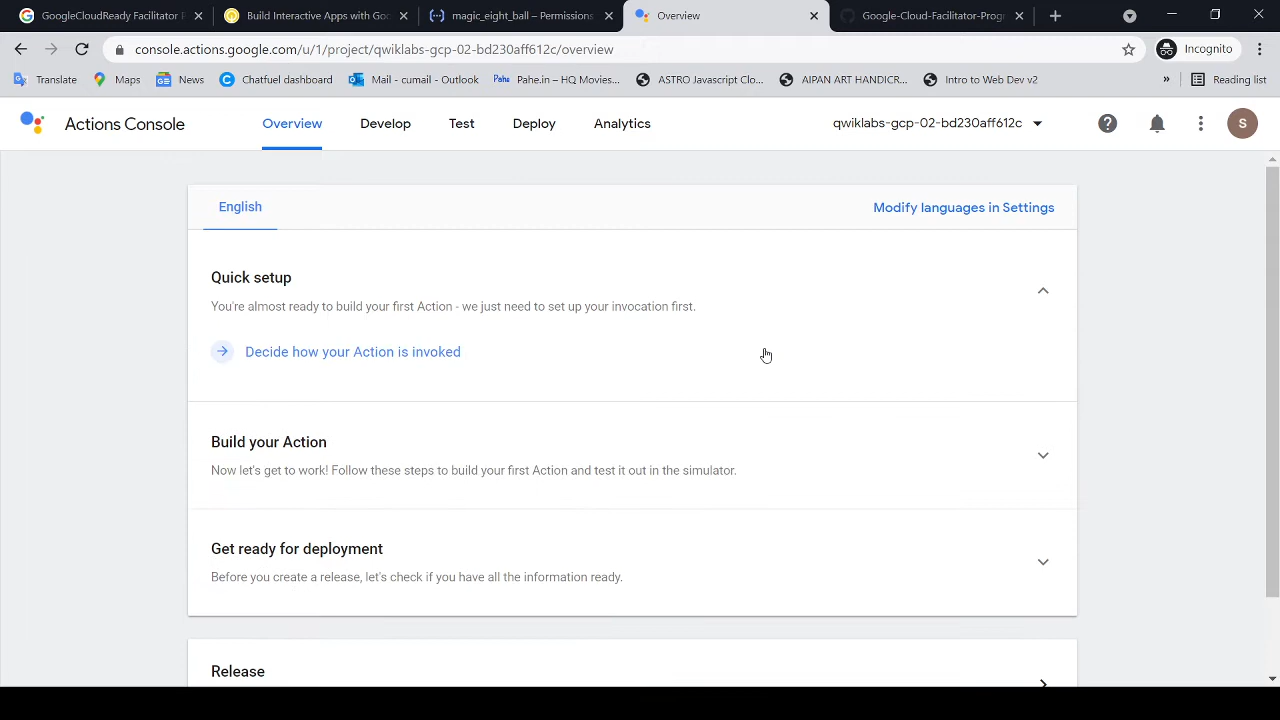 GoogleCloudReady Facilitator P
Build Interactive Apps with Goo
magic_eight_ball – Permissions
Overview
Google-Cloud-Facilitator-Progr
console.actions.google.com/u/1/project/qwiklabs-gcp-02-bd230aff612c/overview
Incognito
Translate
Maps
News
Chatfuel dashboard
Mail - cumail - Outlook
Pahe.in – HQ Movies...
ASTRO Javascript Clo...
AIPAN ART HANDICR...
Intro to Web Dev v2
»
Reading list
Actions Console
Overview
Develop
Test
Deploy
Analytics
qwiklabs-gcp-02-bd230aff612c
S
English
Modify languages in Settings
Quick setup
You're almost ready to build your first Action - we just need to set up your invocation first.
Decide how your Action is invoked
Build your Action
Now let's get to work! Follow these steps to build your first Action and test it out in the simulator.
Get ready for deployment
Before you create a release, let's check if you have all the information ready.
Release